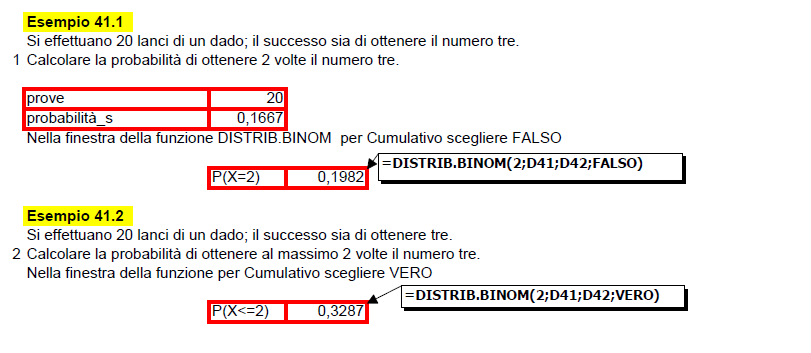 Esempio 41.1
Si effettuano 20 lanci di un dado; il successo sia di ottenere il numero tre.
1 Calcolare la probabilità di ottenere 2 volte il numero tre.
prove 20
probabilità_s 0,1667
Nella finestra della funzione DISTRIB.BINOM per Cumulativo scegliere FALSO
=DISTRIB.BINOM(2;D41;D42;FALSO)
P(X=2) 0,1982
Esempio 41.2
Si effettuano 20 lanci di un dado; il successo sia di ottenere tre.
2 Calcolare la probabilità di ottenere al massimo 2 volte il numero tre.
Nella finestra della funzione per Cumulativo scegliere VERO
=DISTRIB.BINOM(2;D41;D42;VERO)
P(X<=2) 0,3287